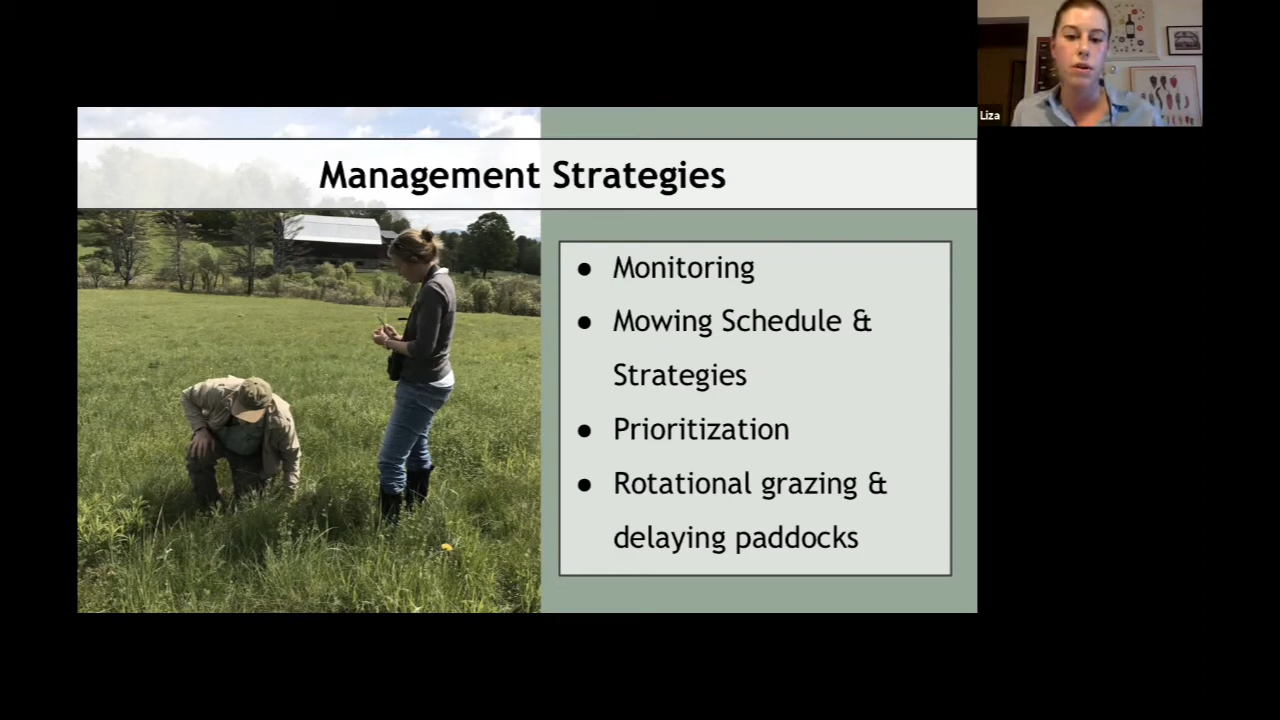 Liza
Management Strategies
● Monitoring
● Mowing Schedule &
Strategies
● Prioritization
● Rotational grazing &
delaying paddocks